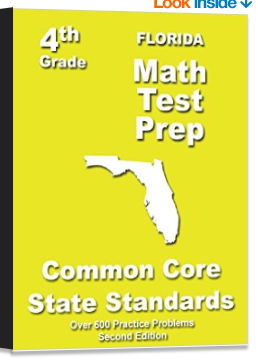 Look inside
4th
Grade
FLORIDA
Math
Test
Prep
Common Core
State Standards
Over 600 Practice Problems
Second Edition